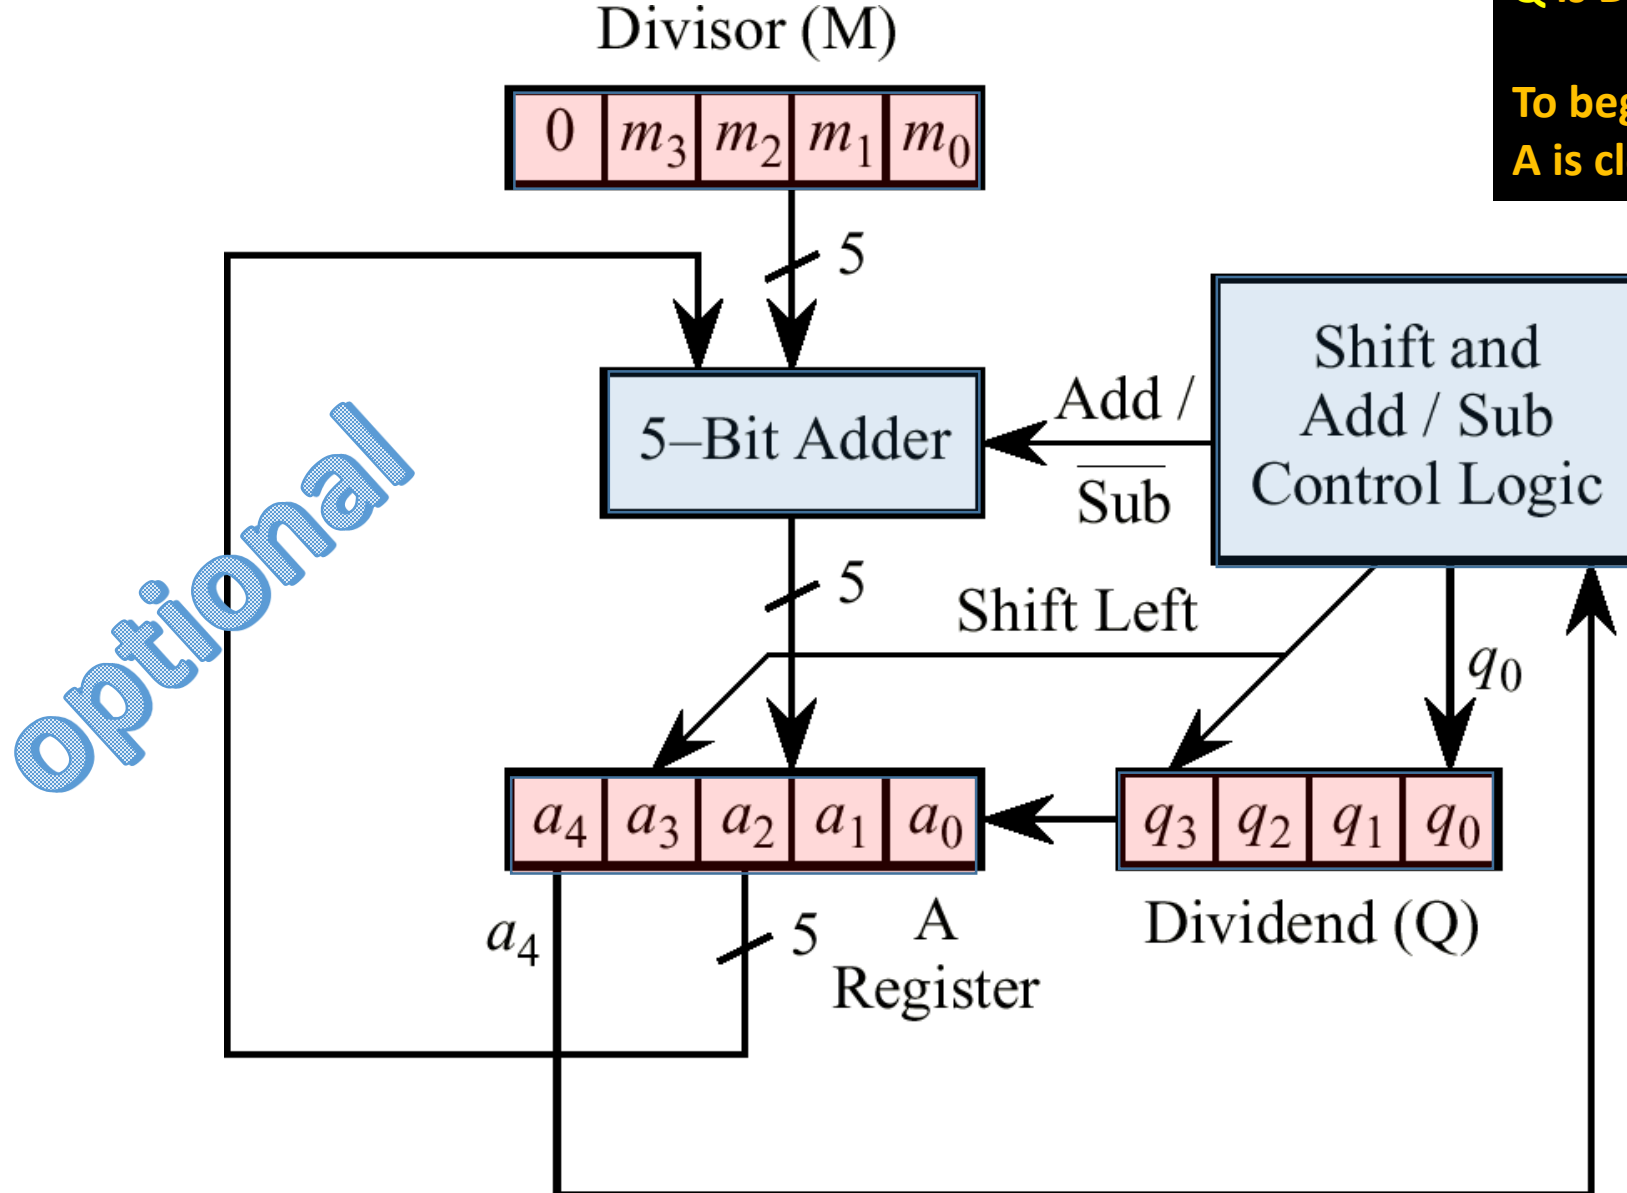 Divisor (M)
To
A is
0 m₃ m₂ m₁ m₀
5
Shift and
Add / Sub
Control Logic
Add /
Sub
5–Bit Adder
optional
5
Shift Left
q₀
a₄ a₃ a₂ a₁ a₀
q₃ q₂ q₁ q₀
a₄
5
A
Register
Dividend (Q)